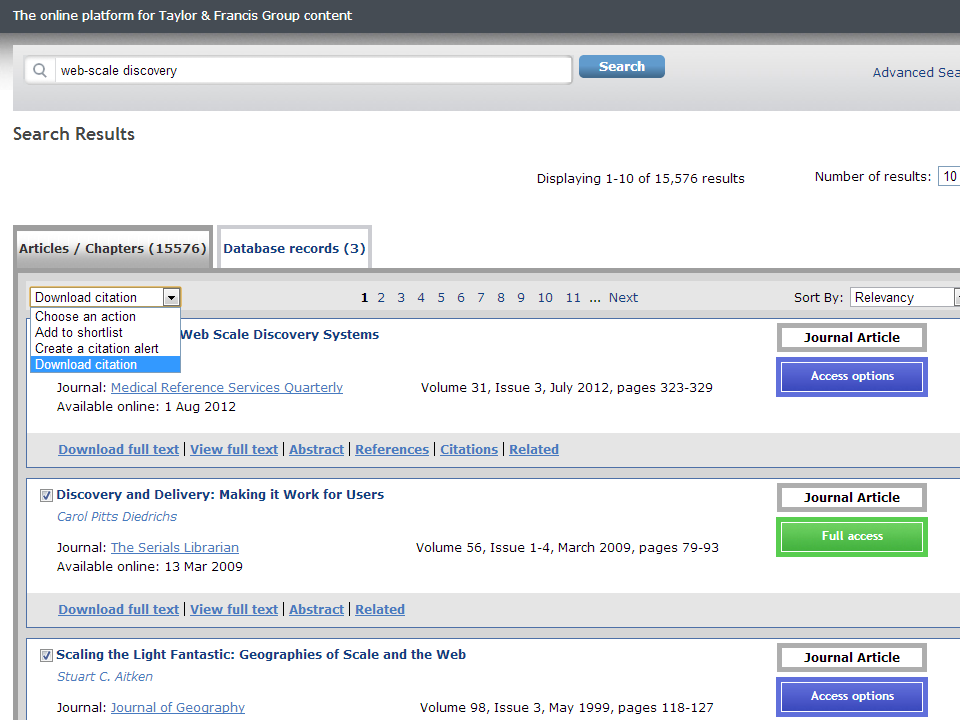 The online platform for Taylor & Francis Group content
web-scale discovery
Search
Advanced Sea
Search Results
Displaying 1-10 of 15,576 results
Number of results: 10
Articles / Chapters (15576)
Database records (3)
Download citation
1 2 3 4 5 6 7 8 9 10 11 ... Next
Sort By: Relevancy
Choose an action
Add to shortlist
Create a citation alert
Download citation
Web Scale Discovery Systems
Journal Article
Access options
Journal: Medical Reference Services Quarterly
Volume 31, Issue 3, July 2012, pages 323-329
Available online: 1 Aug 2012
Download full text | View full text | Abstract | References | Citations | Related
Discovery and Delivery: Making it Work for Users
Journal Article
Carol Pitts Diedrichs
Full access
Journal: The Serials Librarian
Volume 56, Issue 1-4, March 2009, pages 79-93
Available online: 13 Mar 2009
Download full text | View full text | Abstract | Related
Scaling the Light Fantastic: Geographies of Scale and the Web
Journal Article
Stuart C. Aitken
Access options
Journal: Journal of Geography
Volume 98, Issue 3, May 1999, pages 118-127